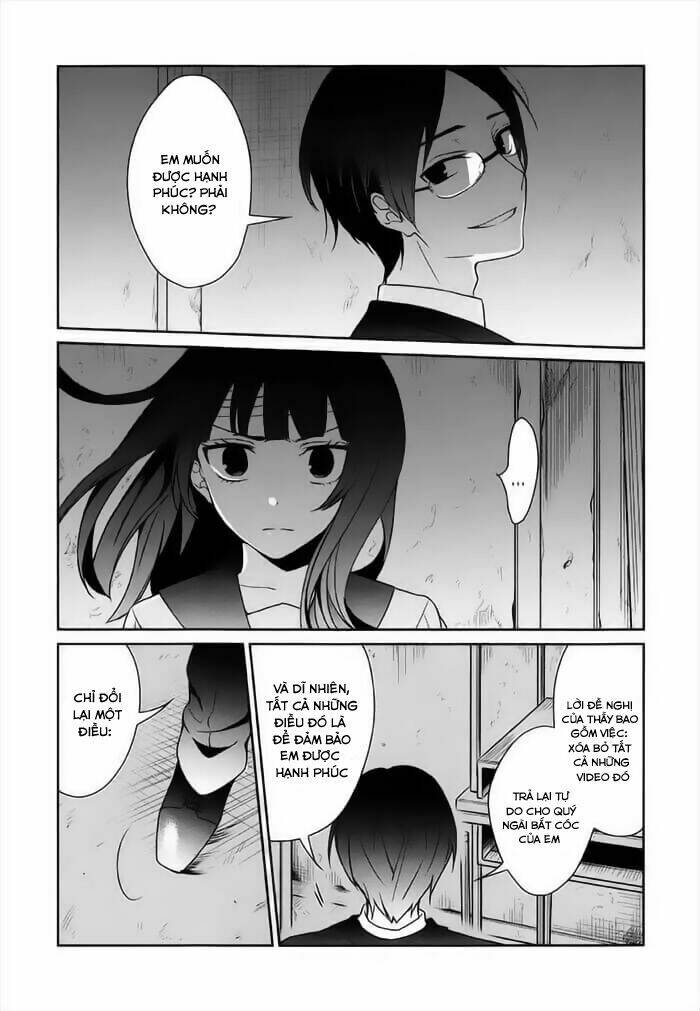 EM MUỐN
ĐƯỢC HẠNH
PHÚC? PHẢI
KHÔNG?
...
LỜI ĐỀ NGHỊ
CỦA THẦY BAO
GỒM VIỆC:
XÓA BỎ TẤT
CẢ NHỮNG
VIDEO ĐÓ
TRẢ LẠI TỰ
DO CHO QUÝ
NGÀI BẮT CÓC
CỦA EM
VÀ DĨ NHIÊN,
TẤT CẢ NHỮNG
ĐIỀU ĐÓ LÀ
ĐỂ ĐẢM BẢO
EM ĐƯỢC
HẠNH PHÚC
CHỈ ĐỔI
LẠI MỘT
ĐIỀU: